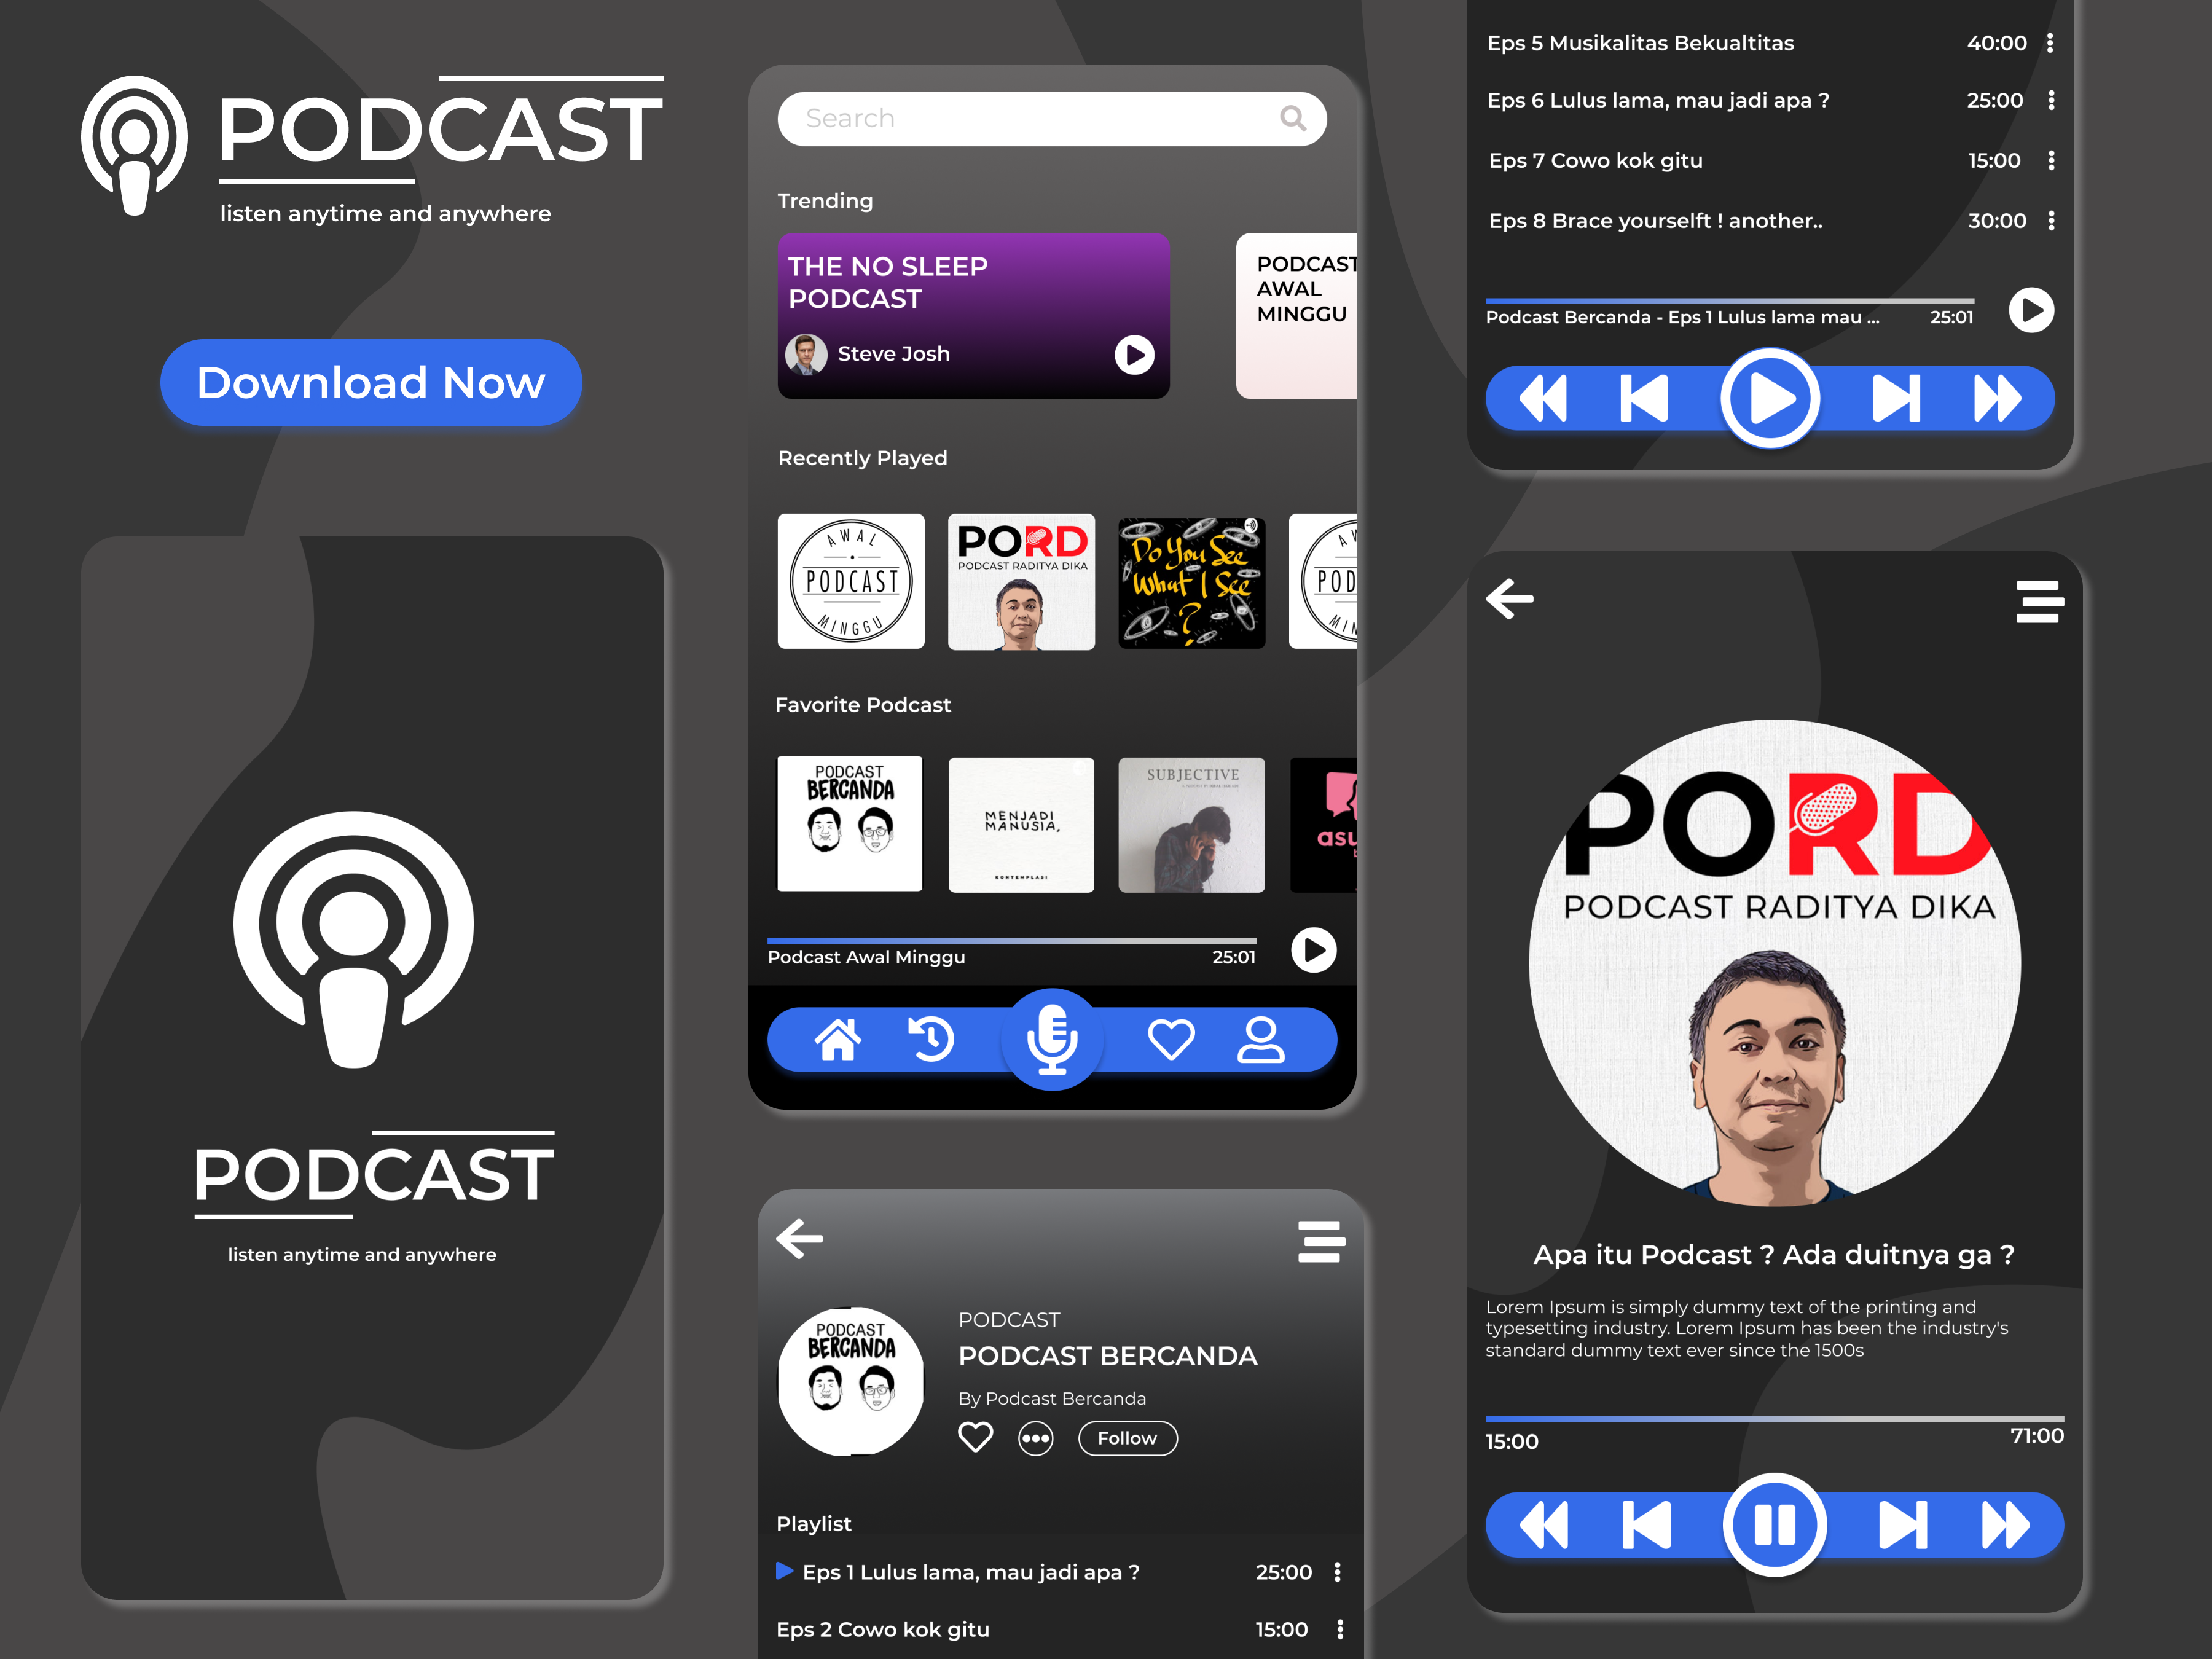 PODCAST
listen anytime and anywhere
Download Now
PODCAST
listen anytime and anywhere
Search
Trending
THE NO SLEEP
PODCAST
Steve Josh
PODCAST
AWAL
MINGGU
Recently Played
AWAL
PODCAST
MINGGU
PORD
PODCAST RADITYA DIKA
Do You See
What I See
?
AW
POD
MIN
Favorite Podcast
PODCAST
BERCANDA
MENJADI
MANUSIA,
KONTEMPLASI
SUBJECTIVE
asu
Podcast Awal Minggu 25:01
PODCAST
BERCANDA
PODCAST
PODCAST BERCANDA
By Podcast Bercanda
Follow
Playlist
Eps 1 Lulus lama, mau jadi apa ? 25:00
Eps 2 Cowo kok gitu 15:00
Eps 5 Musikalitas Bekualtitas 40:00
Eps 6 Lulus lama, mau jadi apa ? 25:00
Eps 7 Cowo kok gitu 15:00
Eps 8 Brace yourselft ! another.. 30:00
Podcast Bercanda - Eps 1 Lulus lama mau ... 25:01
PORD
PODCAST RADITYA DIKA
Apa itu Podcast ? Ada duitnya ga ?
Lorem Ipsum is simply dummy text of the printing and
typesetting industry. Lorem Ipsum has been the industry's
standard dummy text ever since the 1500s
15:00 71:00